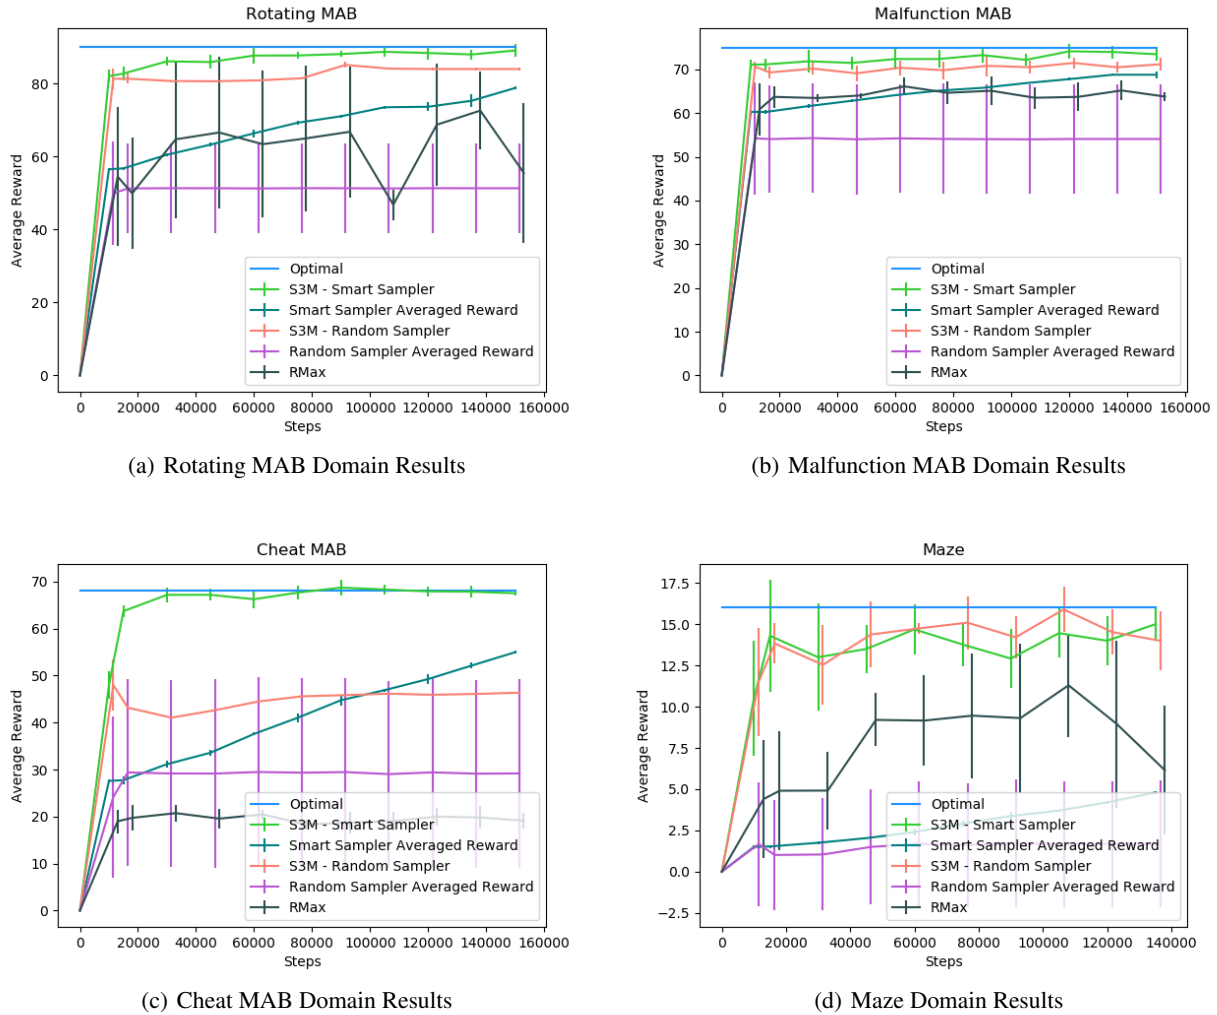 Rotating MAB
Average Reward
80
60
40
20
0
Optimal
S3M - Smart Sampler
Smart Sampler Averaged Reward
S3M - Random Sampler
Random Sampler Averaged Reward
RMax
0 20000 40000 60000 80000 100000 120000 140000 160000
Steps
(a) Rotating MAB Domain Results
Malfunction MAB
Average Reward
70
60
50
40
30
20
10
0
Optimal
S3M - Smart Sampler
Smart Sampler Averaged Reward
S3M - Random Sampler
Random Sampler Averaged Reward
RMax
0 20000 40000 60000 80000 100000 120000 140000 160000
Steps
(b) Malfunction MAB Domain Results
Cheat MAB
Average Reward
70
60
50
40
30
20
10
0
Optimal
S3M - Smart Sampler
Smart Sampler Averaged Reward
S3M - Random Sampler
Random Sampler Averaged Reward
RMax
0 20000 40000 60000 80000 100000 120000 140000 160000
Steps
(c) Cheat MAB Domain Results
Maze
Average Reward
17.5
15.0
12.5
10.0
7.5
5.0
2.5
0.0
−2.5
Optimal
S3M - Smart Sampler
Smart Sampler Averaged Reward
S3M - Random Sampler
Random Sampler Averaged Reward
RMax
0 20000 40000 60000 80000 100000 120000 140000
Steps
(d) Maze Domain Results